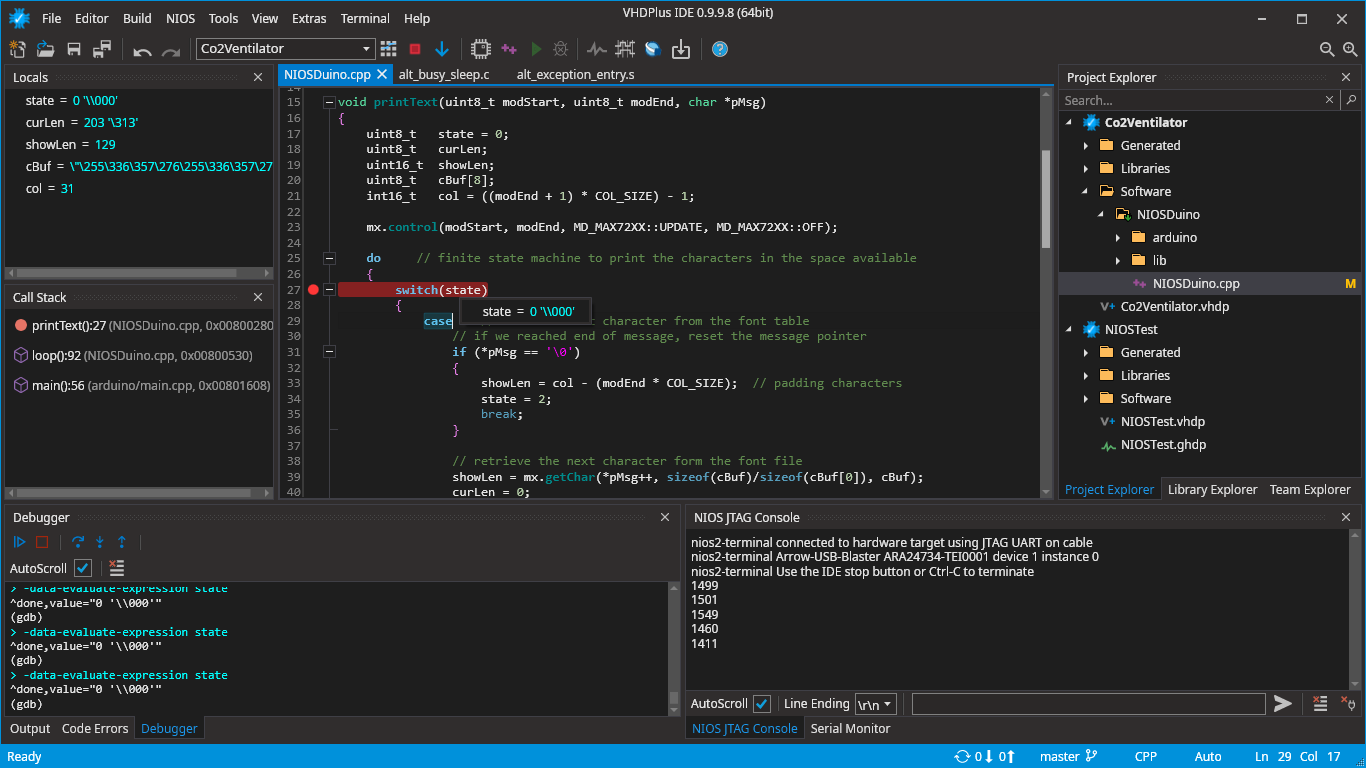 File Editor Build NIOS Tools View Extras Terminal Help
VHDPlus IDE 0.9.9.8 (64bit)
Co2Ventilator
Locals
state = 0 '\\000'
curLen = 203 '\313'
showLen = 129
cBuf = \"\255\336\357\276\255\336\357\27
col = 31
Call Stack
printText():27 (NIOSDuino.cpp, 0x00800280
loop():92 (NIOSDuino.cpp, 0x00800530)
main():56 (arduino/main.cpp, 0x00801608)
NIOSDuino.cpp alt_busy_sleep.c alt_exception_entry.s
14
15 void printText(uint8_t modStart, uint8_t modEnd, char *pMsg)
16 {
17 uint8_t state = 0;
18 uint8_t curLen;
19 uint16_t showLen;
20 uint8_t cBuf[8];
21 int16_t col = ((modEnd + 1) * COL_SIZE) - 1;
22
23 mx.control(modStart, modEnd, MD_MAX72XX::UPDATE, MD_MAX72XX::OFF);
24
25 do // finite state machine to print the characters in the space available
26 {
27 switch(state)
28 {
state = 0 '\\000'
29 case character from the font table
30 // if we reached end of message, reset the message pointer
31 if (*pMsg == '\0')
32 {
33 showLen = col - (modEnd * COL_SIZE); // padding characters
34 state = 2;
35 break;
36 }
37
38 // retrieve the next character form the font file
39 showLen = mx.getChar(*pMsg++, sizeof(cBuf)/sizeof(cBuf[0]), cBuf);
40 curLen = 0;
Project Explorer
Search...
Co2Ventilator
Generated
Libraries
Software
NIOSDuino
arduino
lib
NIOSDuino.cpp M
V+ Co2Ventilator.vhdp
NIOSTest
Generated
Libraries
Software
V+ NIOSTest.vhdp
NIOSTest.ghdp
Project Explorer Library Explorer Team Explorer
Debugger
AutoScroll
> -data-evaluate-expression state
^done,value="0 '\\000'"
(gdb)
> -data-evaluate-expression state
^done,value="0 '\\000'"
(gdb)
> -data-evaluate-expression state
^done,value="0 '\\000'"
(gdb)
Output Code Errors Debugger
NIOS JTAG Console
nios2-terminal connected to hardware target using JTAG UART on cable
nios2-terminal Arrow-USB-Blaster ARA24734-TEI0001 device 1 instance 0
nios2-terminal Use the IDE stop button or Ctrl-C to terminate
1499
1501
1549
1460
1411
AutoScroll Line Ending \r\n
NIOS JTAG Console Serial Monitor
Ready
0 0 master CPP Auto Ln 29 Col 17